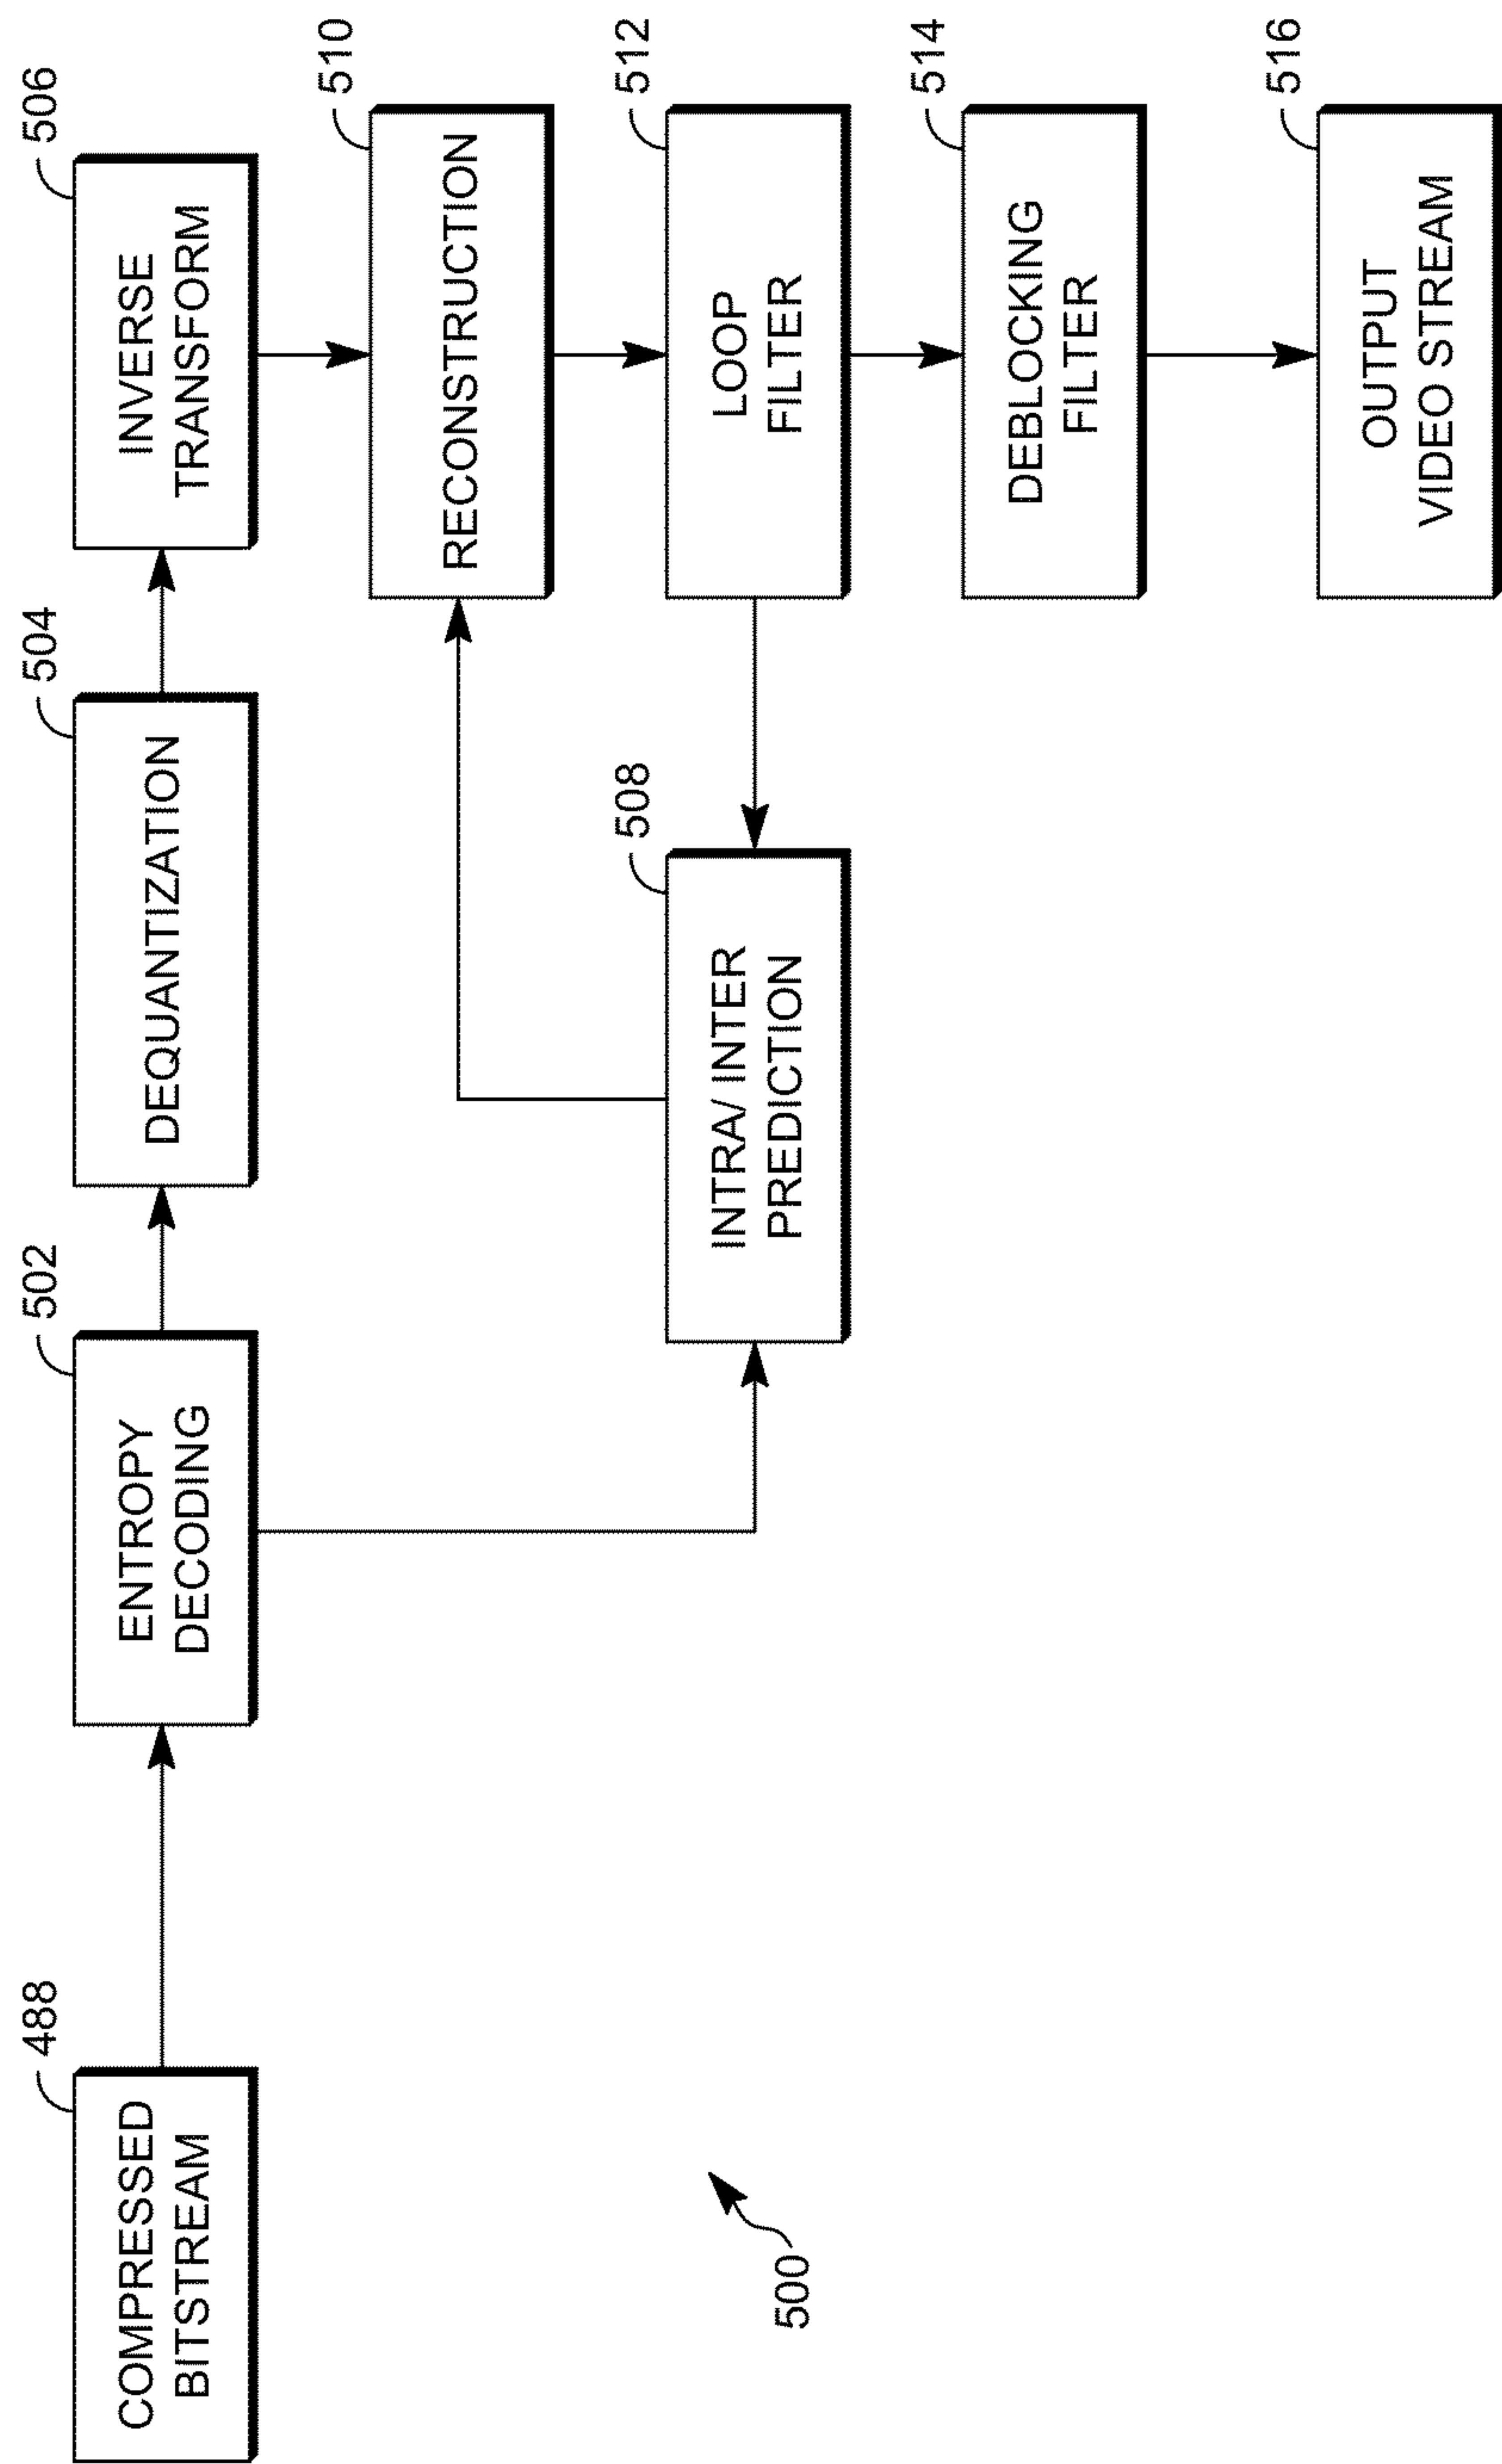 488
COMPRESSED
BITSTREAM
502
ENTROPY
DECODING
504
DEQUANTIZATION
506
INVERSE
TRANSFORM
510
RECONSTRUCTION
508
INTRA/ INTER
PREDICTION
512
LOOP
FILTER
514
DEBLOCKING
FILTER
516
OUTPUT
VIDEO STREAM
500